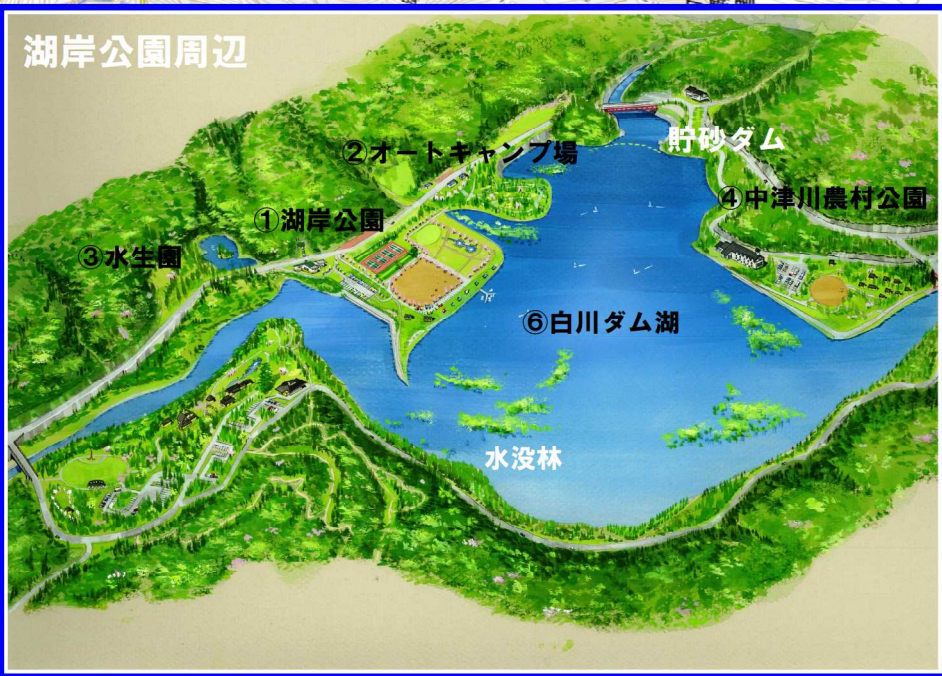 湖岸公園周辺
貯砂ダム
②オートキャンプ場
④中津川農村公園
①湖岸公園
③水生園
⑥白川ダム湖
水没林